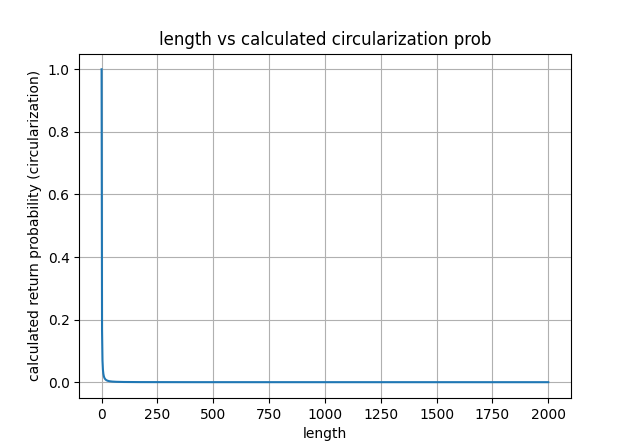 length vs calculated circularization prob
calculated return probability (circularization)
1.0
0.8
0.6
0.4
0.2
0.0
0 250 500 750 1000 1250 1500 1750 2000
length